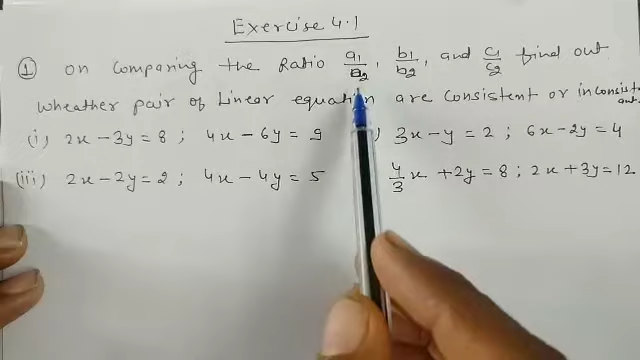 Exercise 4.1
① on comparing the Ratio a1/a2, b1/b2, and c1/c2 find out
wheather pair of Linear equation are consistent or inconsist
(i) 2x - 3y = 8 ; 4x - 6y = 9 ) 3x - y = 2 ; 6x - 2y = 4
(iii) 2x - 2y = 2 ; 4x - 4y = 5 4/3 x + 2y = 8 ; 2x + 3y = 12